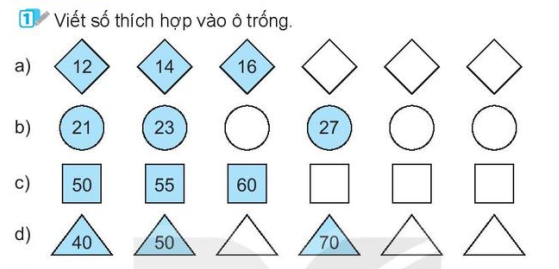 1 Viết số thích hợp vào ô trống.
a) 12 14 16
b) 21 23 27
c) 50 55 60
d) 40 50 70